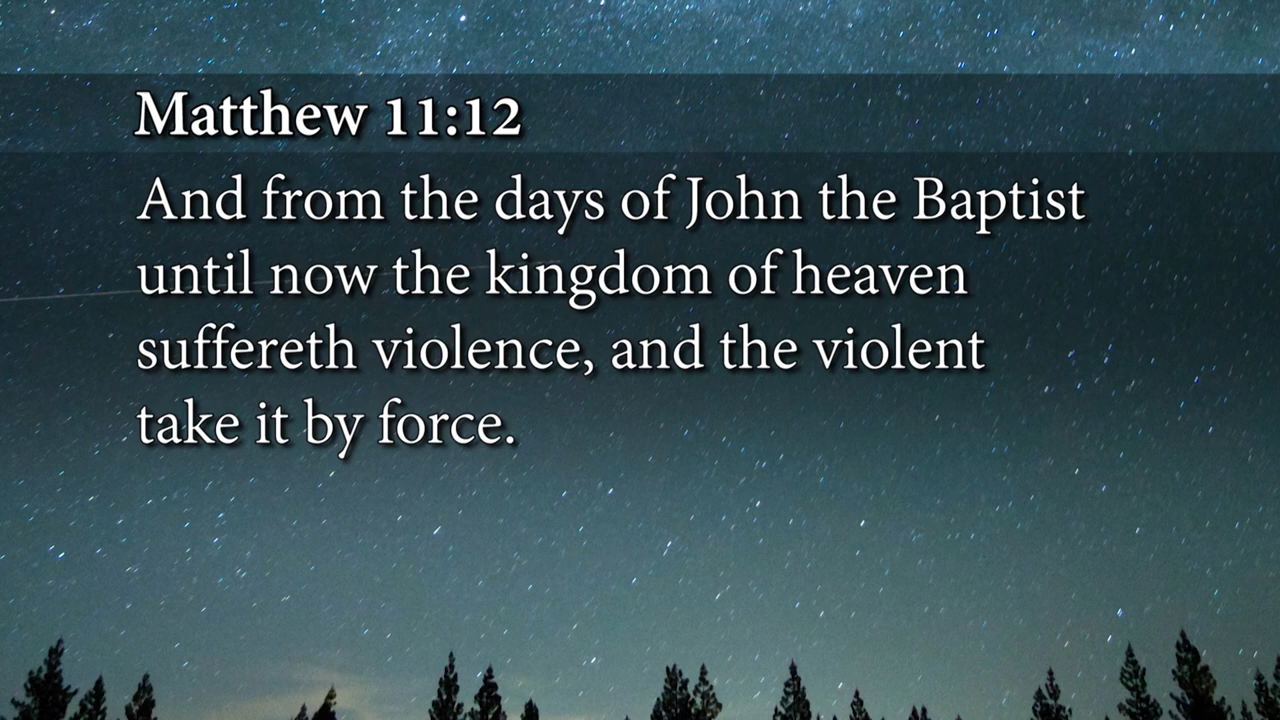 Matthew 11:12
And from the days of John the Baptist
until now the kingdom of heaven
suffereth violence, and the violent
take it by force.